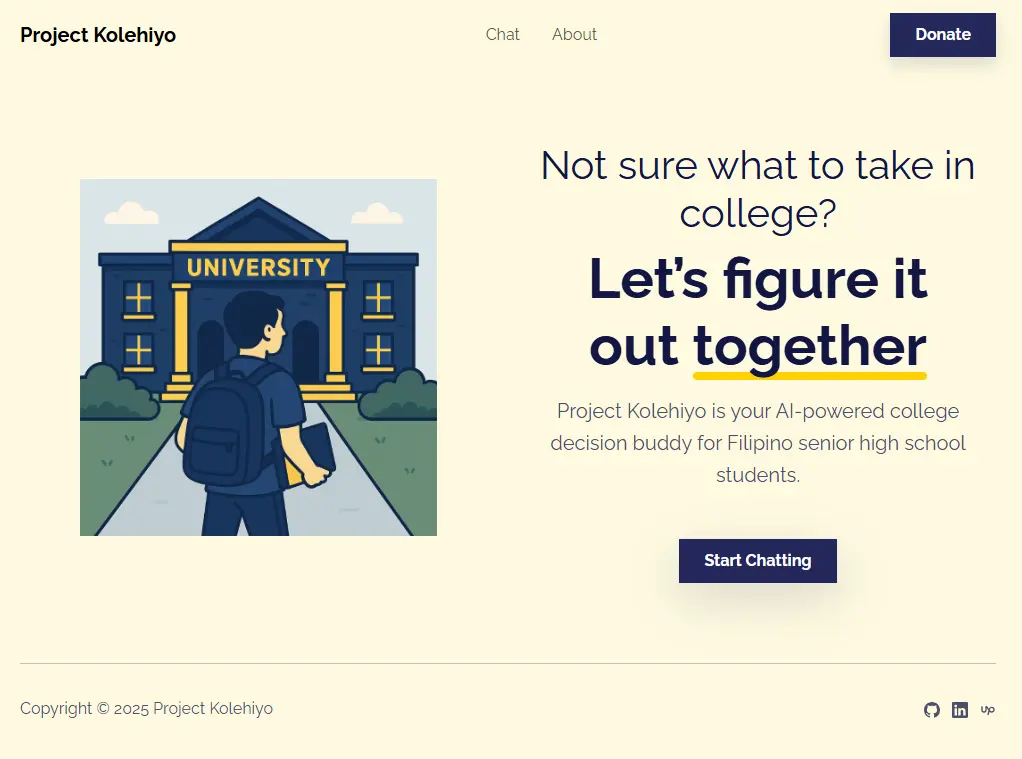 Project Kolehiyo
Chat
About
Donate
UNIVERSITY
Not sure what to take in
college?
Let’s figure it
out together
Project Kolehiyo is your AI-powered college
decision buddy for Filipino senior high school
students.
Start Chatting
Copyright © 2025 Project Kolehiyo
in
up